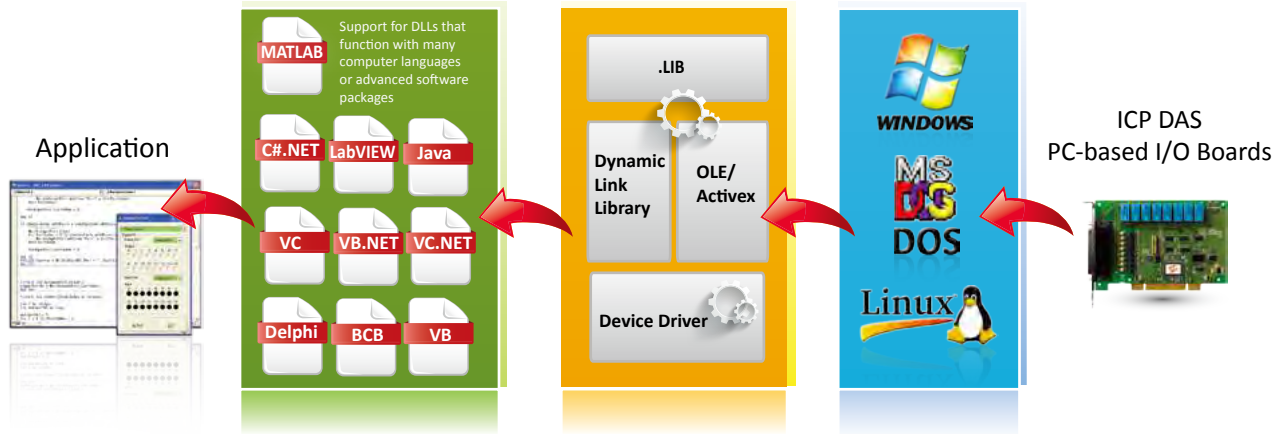 Application
MATLAB
Support for DLLs that
function with many
computer languages
or advanced software
packages
C#.NET
LabVIEW
Java
VC
VB.NET
VC.NET
Delphi
BCB
VB
.LIB
Dynamic
Link
Library
OLE/
Activex
Device Driver
WINDOWS
MS
DOS
DOS
Linux
ICP DAS
PC-based I/O Boards